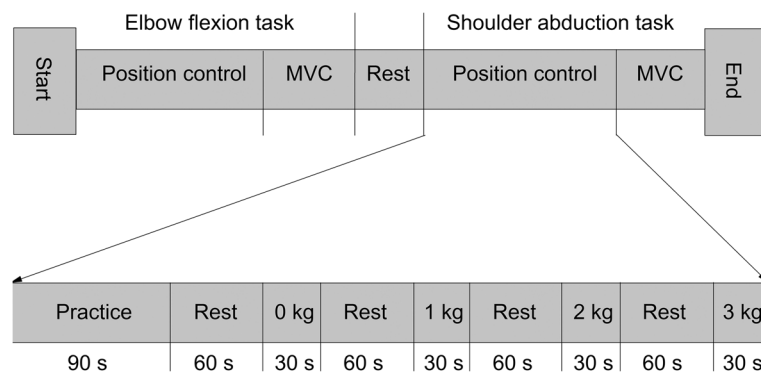 Elbow flexion task Shoulder abduction task
Start Position control MVC Rest Position control MVC End
Practice Rest 0 kg Rest 1 kg Rest 2 kg Rest 3 kg
90 s 60 s 30 s 60 s 30 s 60 s 30 s 60 s 30 s